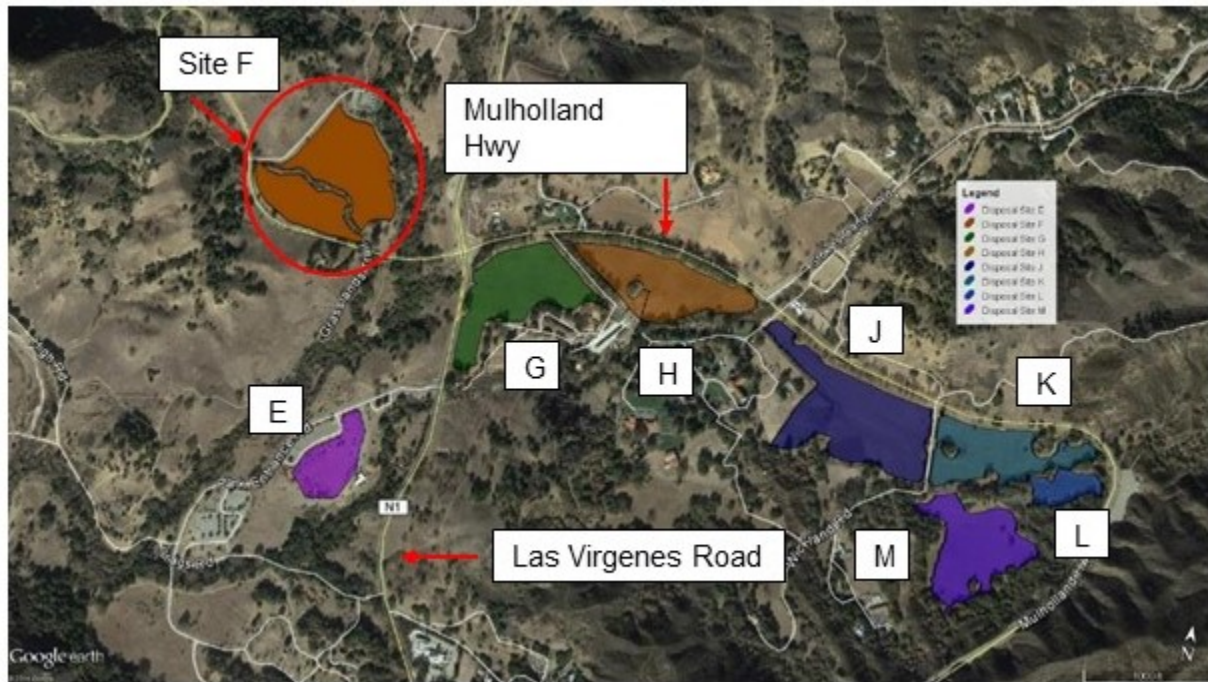 Site F
Mulholland
Hwy
Legend
Disposal Site E
Disposal Site F
Disposal Site G
Disposal Site H
Disposal Site J
Disposal Site K
Disposal Site L
Disposal Site M
J
G
H
K
E
N1
Las Virgenes Road
M
L
Google earth
N